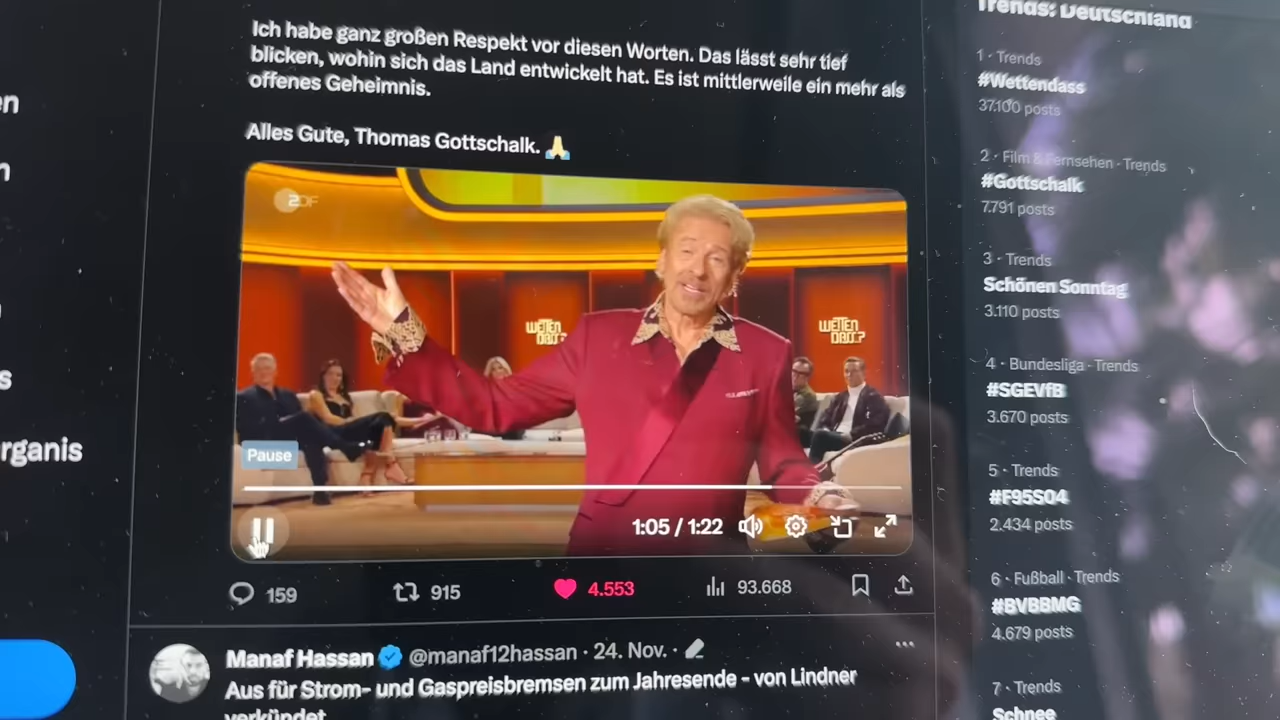 Ich habe ganz großen Respekt vor diesen Worten. Das lässt sehr tief
blicken, wohin sich das Land entwickelt hat. Es ist mittlerweile ein mehr als
offenes Geheimnis.
Alles Gute, Thomas Gottschalk. 🙏
ZDF
WETTEN
DASS..?
WETTEN
DASS..?
Pause
1:05 / 1:22
159
915
4.553
93.668
Manaf Hassan @manaf12hassan · 24. Nov. ·
Aus für Strom- und Gaspreisbremsen zum Jahresende - von Lindner
verkündet
en
n
s
rganis
Trends: Deutschland
1 · Trends
#Wettendass
37.100 posts
2 · Film & Fernsehen · Trends
#Gottschalk
7.791 posts
3 · Trends
Schönen Sonntag
3.110 posts
4 · Bundesliga · Trends
#SGEVfB
3.670 posts
5 · Trends
#F95S04
2.434 posts
6 · Fußball · Trends
#BVBBMG
4.679 posts
7 · Trends
Schnee